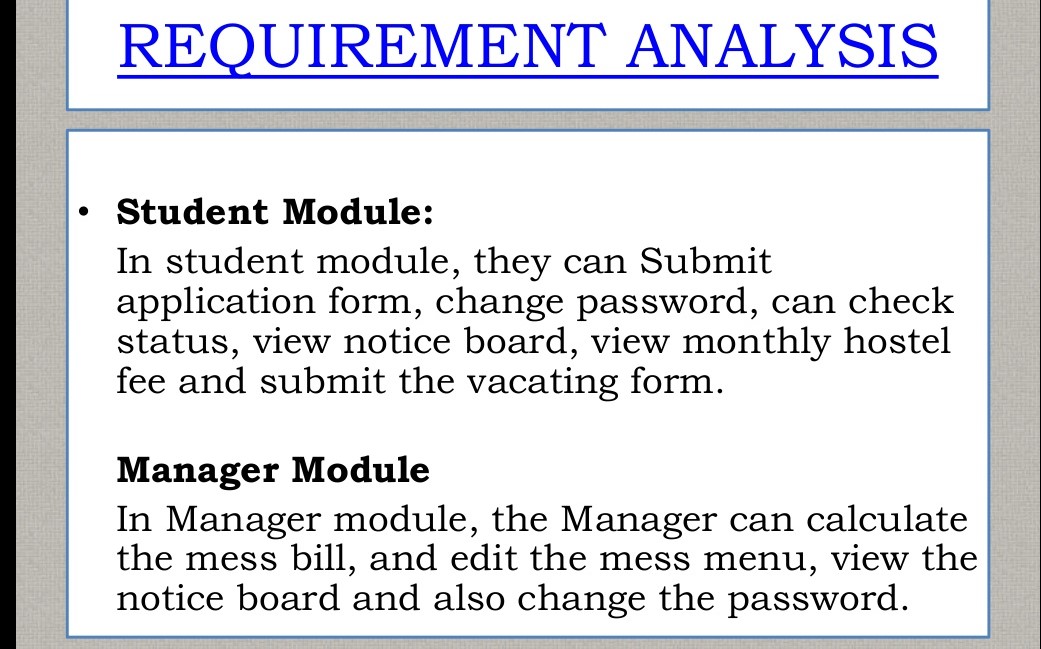 REQUIREMENT ANALYSIS
• Student Module:
In student module, they can Submit
application form, change password, can check
status, view notice board, view monthly hostel
fee and submit the vacating form.
Manager Module
In Manager module, the Manager can calculate
the mess bill, and edit the mess menu, view the
notice board and also change the password.